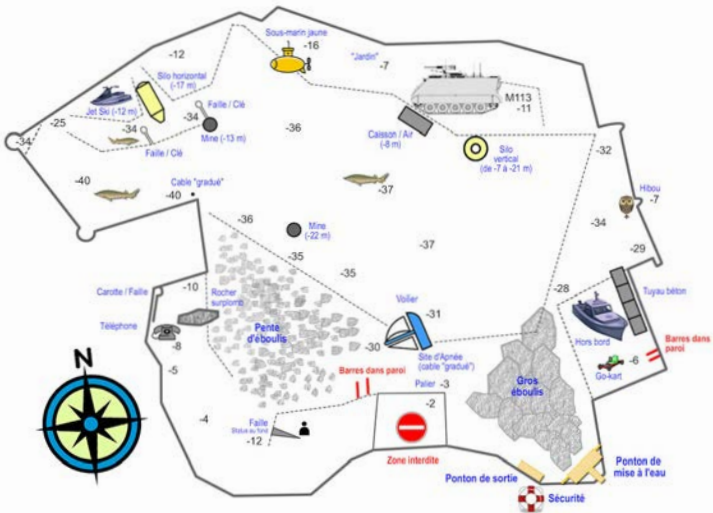 Sous-marin jaune
-16
-12
"Jardin"
-7
Silo horizontal
(-17 m)
Jet Ski (-12 m)
M113
-11
-25
-34
-34
Faille / Clé
-34
Mine (-13 m)
-36
Caisson / Air
(-8 m)
Faille / Clé
Silo
vertical
(de -7 à -21 m)
-32
-40
Cable "gradué"
-40
-37
Hibou
-7
-36
Mine
(-22 m)
-34
-35
-37
-29
-35
-28
Carotte / Faille
-10
Rocher
surplomb
Tuyau béton
Voilier
-31
Téléphone
-8
Pente
d'éboulis
-30
Hors bord
Barres dans
paroi
-5
Site d'Apnée
(cable "gradué")
-6
Go-kart
N
Barres dans paroi
Palier
-3
Gros
éboulis
-2
-4
Faille
Statue au fond
-12
Zone interdite
Ponton de
mise à l'eau
Ponton de sortie
Sécurité